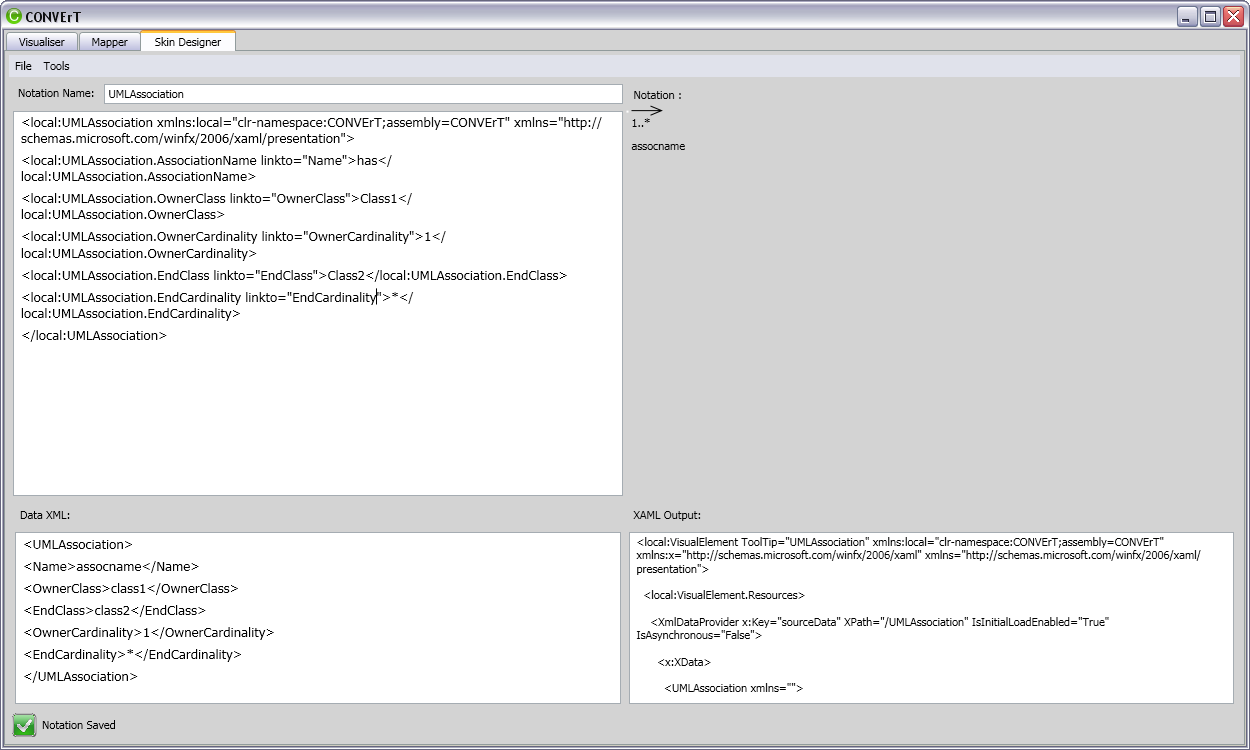 CONVErT
Visualiser Mapper Skin Designer
File Tools
Notation Name: UMLAssociation
<local:UMLAssociation xmlns:local="clr-namespace:CONVErT;assembly=CONVErT" xmlns="http://
schemas.microsoft.com/winfx/2006/xaml/presentation">
<local:UMLAssociation.AssociationName linkto="Name">has</
local:UMLAssociation.AssociationName>
<local:UMLAssociation.OwnerClass linkto="OwnerClass">Class1</
local:UMLAssociation.OwnerClass>
<local:UMLAssociation.OwnerCardinality linkto="OwnerCardinality">1</
local:UMLAssociation.OwnerCardinality>
<local:UMLAssociation.EndClass linkto="EndClass">Class2</local:UMLAssociation.EndClass>
<local:UMLAssociation.EndCardinality linkto="EndCardinality">*</
local:UMLAssociation.EndCardinality>
</local:UMLAssociation>
Notation :
1..*
assocname
Data XML:
<UMLAssociation>
<Name>assocname</Name>
<OwnerClass>class1</OwnerClass>
<EndClass>class2</EndClass>
<OwnerCardinality>1</OwnerCardinality>
<EndCardinality>*</EndCardinality>
</UMLAssociation>
XAML Output:
<local:VisualElement ToolTip="UMLAssociation" xmlns:local="clr-namespace:CONVErT;assembly=CONVErT"
xmlns:x="http://schemas.microsoft.com/winfx/2006/xaml" xmlns="http://schemas.microsoft.com/winfx/2006/xaml/
presentation">
<local:VisualElement.Resources>
<XmlDataProvider x:Key="sourceData" XPath="/UMLAssociation" IsInitialLoadEnabled="True"
IsAsynchronous="False">
<x:XData>
<UMLAssociation xmlns="">
Notation Saved